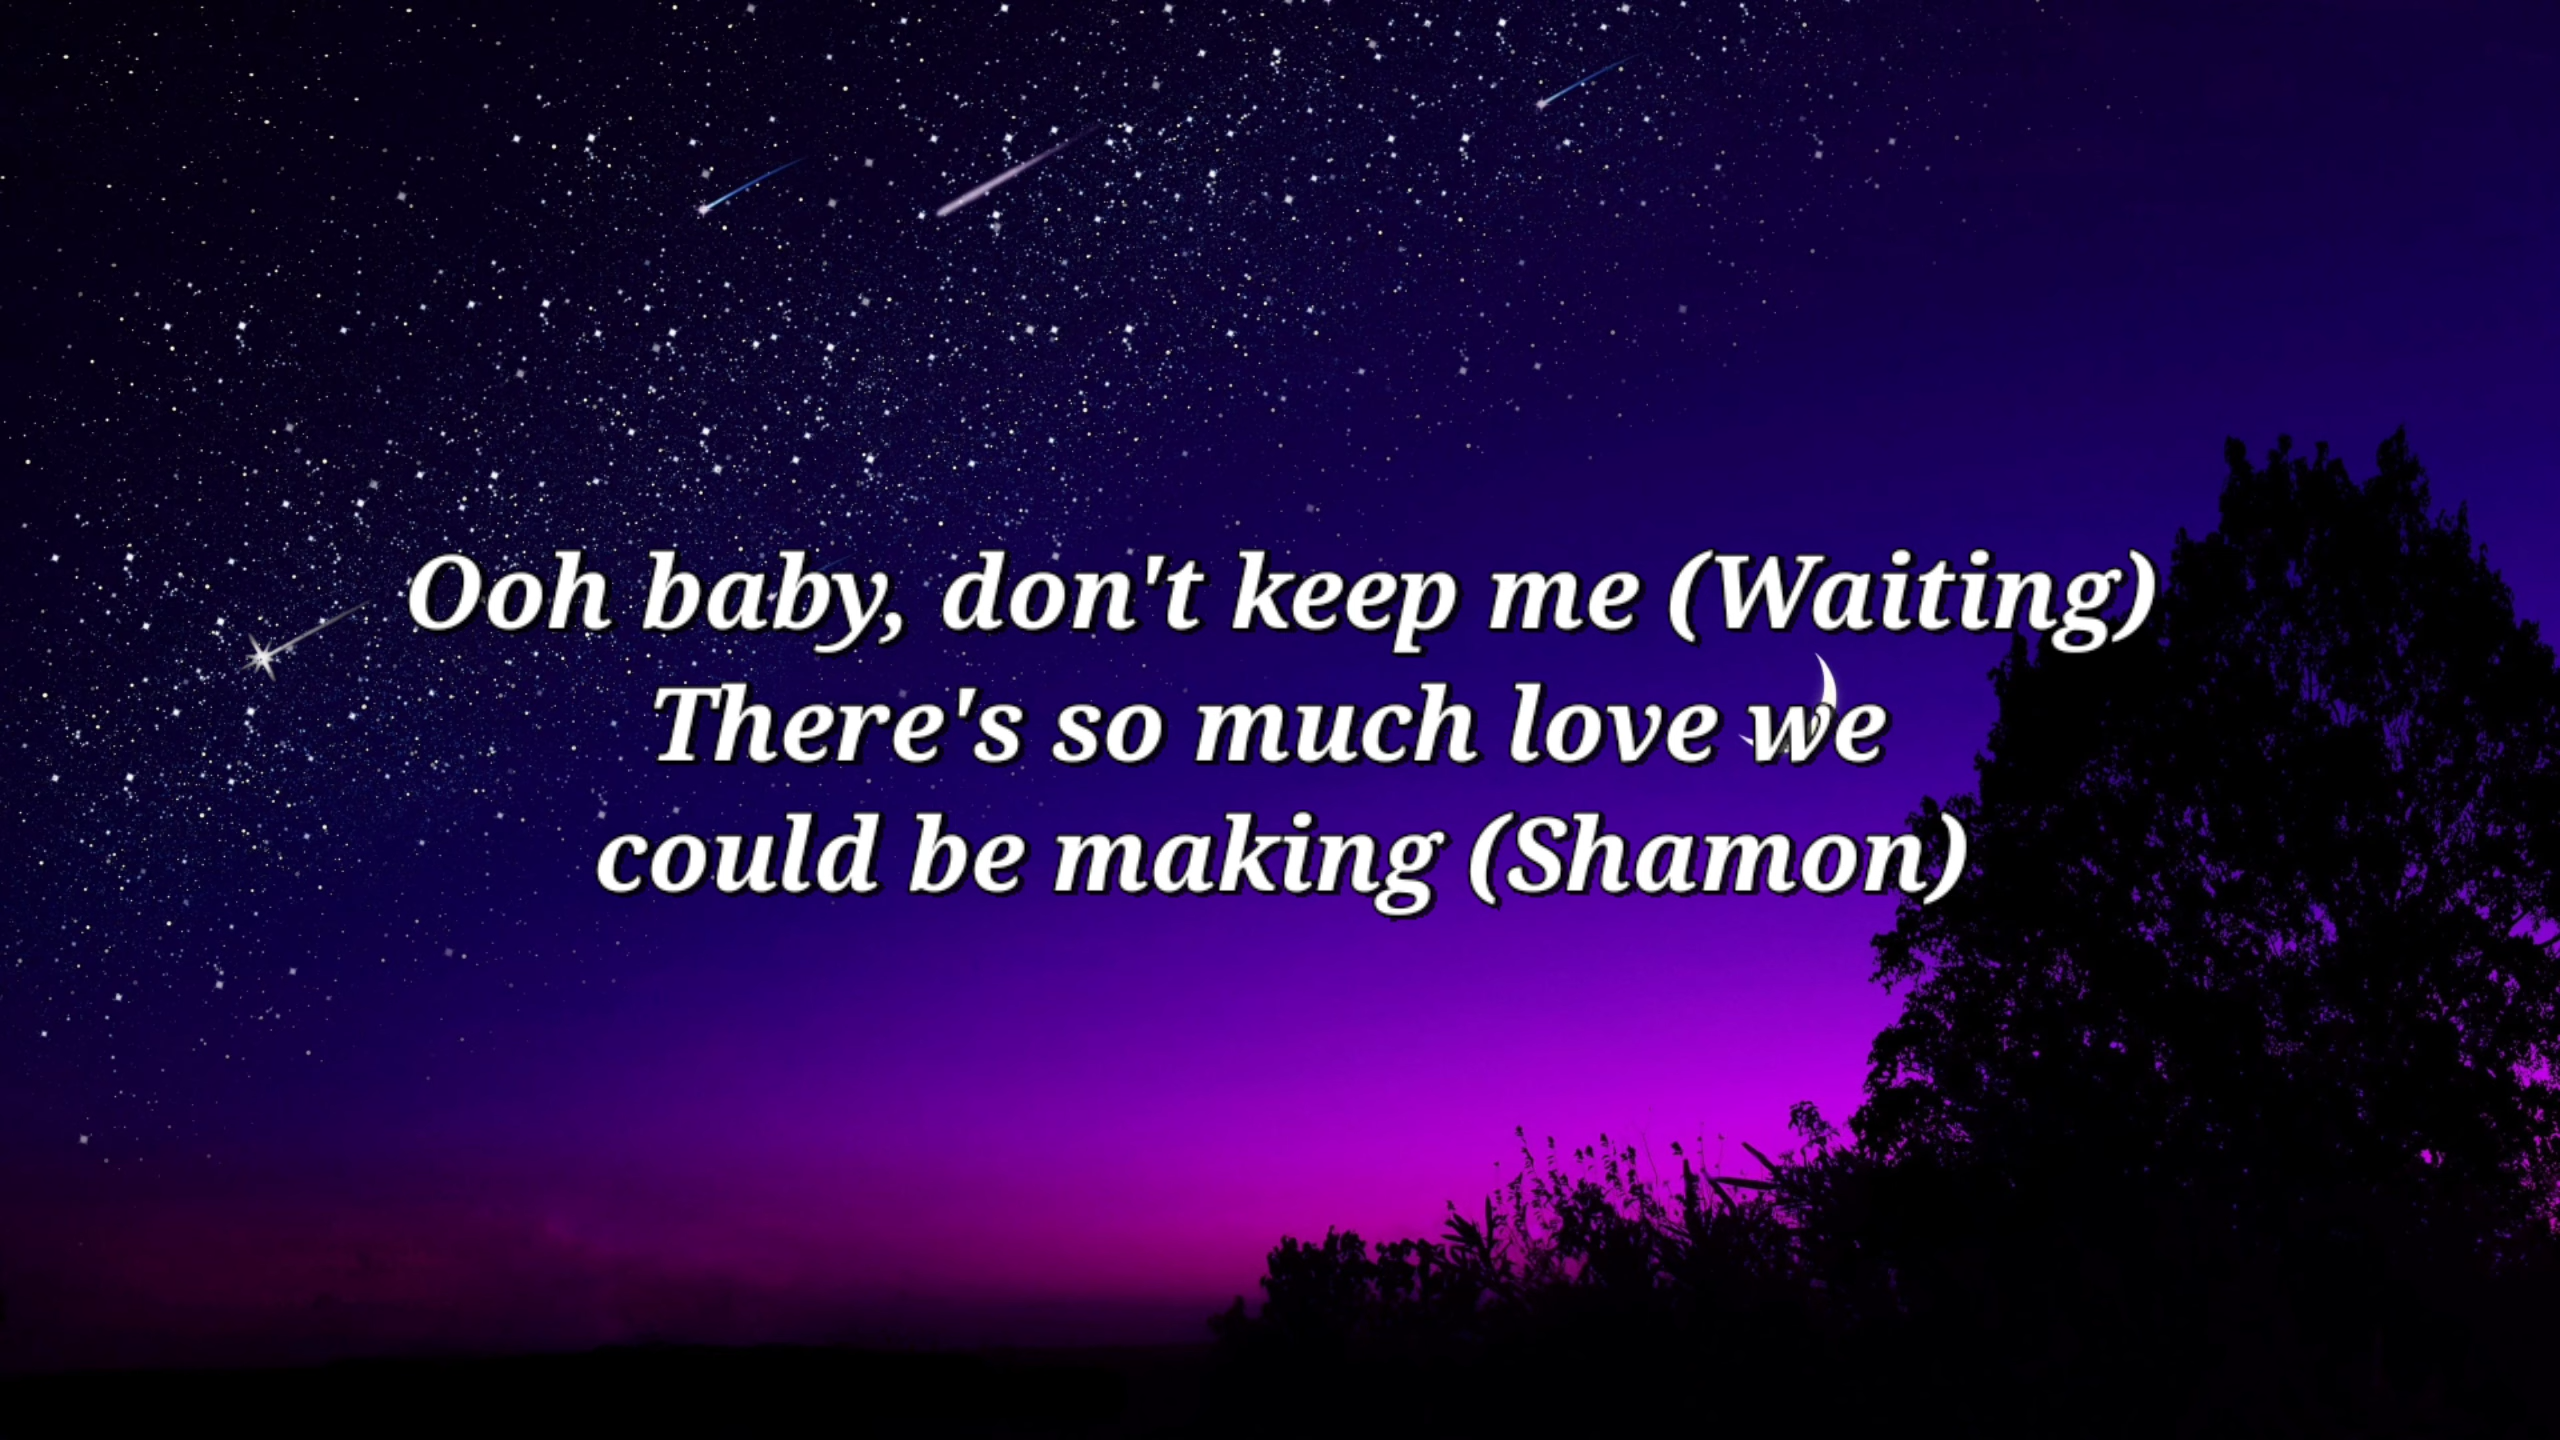 Ooh baby, don't keep me (Waiting)
There's so much love we
could be making (Shamon)